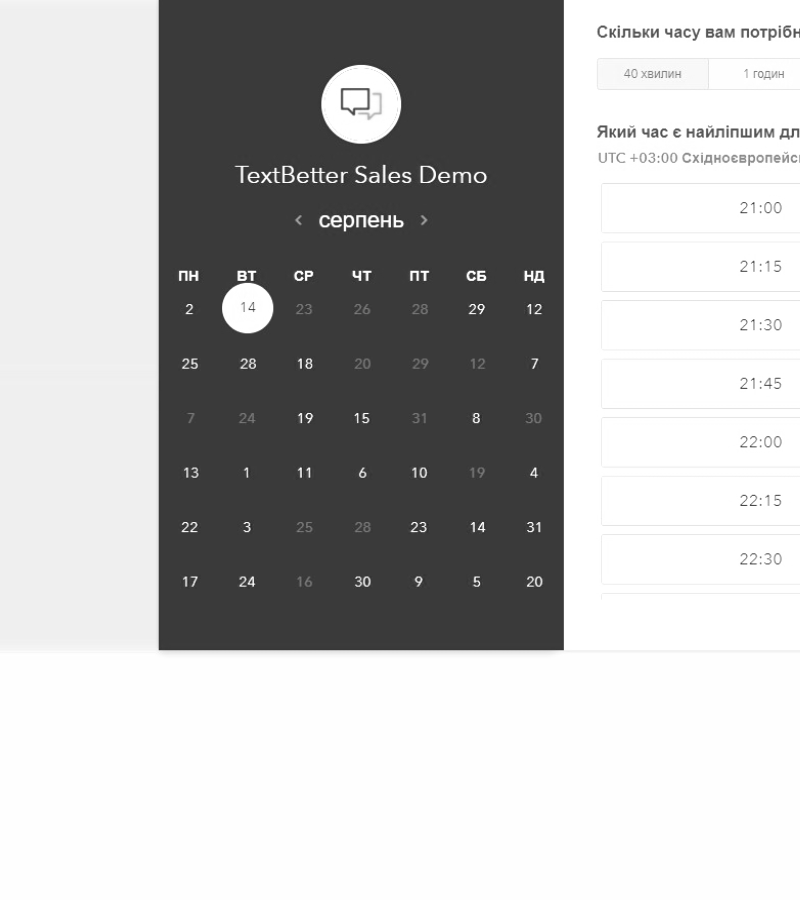 TextBetter Sales Demo
серпень
ПН ВТ СР ЧТ ПТ СБ НД
2 14 23 26 28 29 12
25 28 18 20 29 12 7
7 24 19 15 31 8 30
13 1 11 6 10 19 4
22 3 25 28 23 14 31
17 24 16 30 9 5 20
Скільки часу вам потрібн
40 хвилин 1 годин
Який час є найліпшим дл
UTC +03:00 Східноєвропейс
21:00
21:15
21:30
21:45
22:00
22:15
22:30